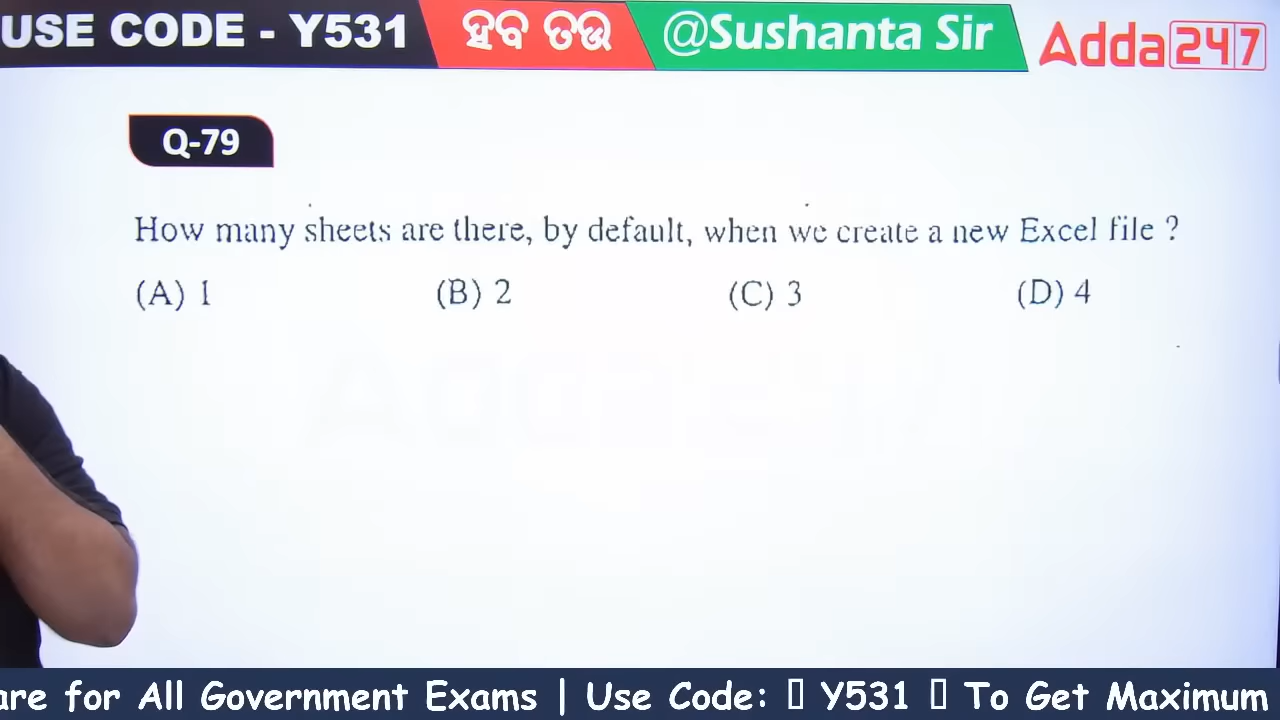 USE CODE - Y531 ହବ ତଉ @Sushanta Sir Adda247
Q-79
How many sheets are there, by default, when we create a new Excel file ?
(A) 1 (B) 2 (C) 3 (D) 4
are for All Government Exams | Use Code: Y531 To Get Maximum